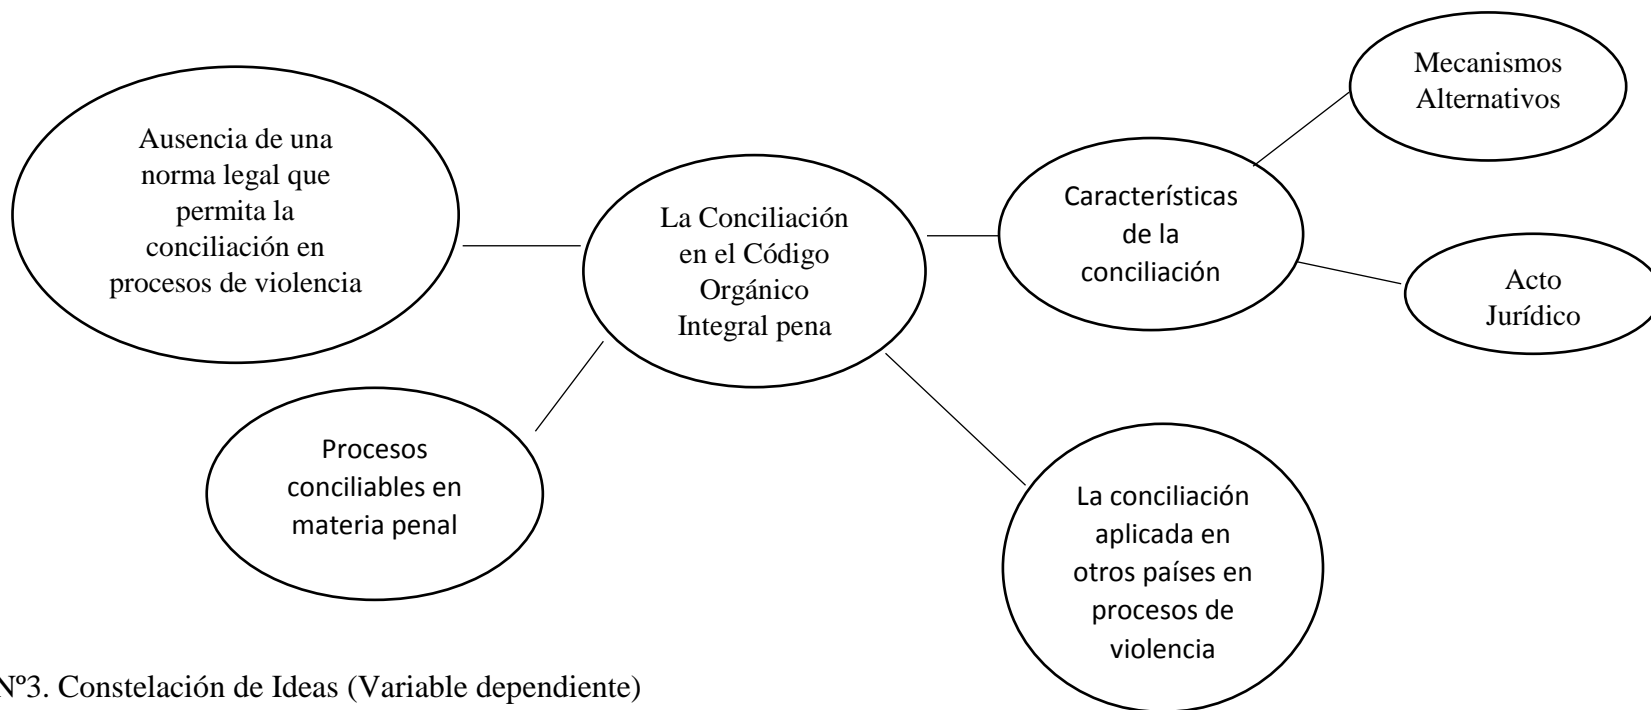 Mecanismos
Alternativos
Ausencia de una
norma legal que
permita la
conciliación en
procesos de violencia
La Conciliación
en el Código
Orgánico
Integral pena
Características
de la
conciliación
Acto
Jurídico
Procesos
conciliables en
materia penal
La conciliación
aplicada en
otros países en
procesos de
violencia
Nº3. Constelación de Ideas (Variable dependiente)